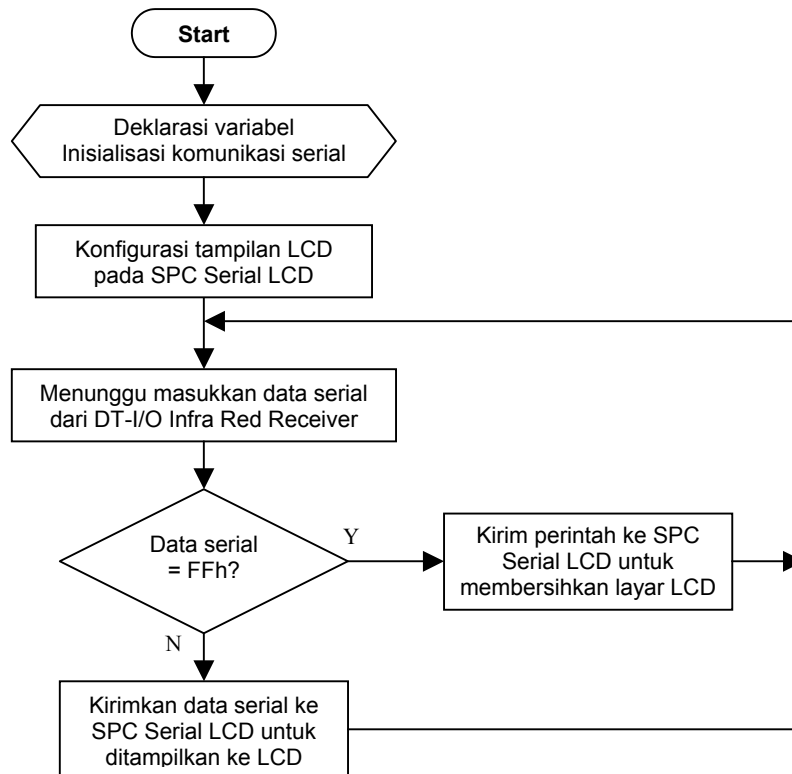 Start
Deklarasi variabel
Inisialisasi komunikasi serial
Konfigurasi tampilan LCD
pada SPC Serial LCD
Menunggu masukkan data serial
dari DT-I/O Infra Red Receiver
Data serial
= FFh?
Y
Kirim perintah ke SPC
Serial LCD untuk
membersihkan layar LCD
N
Kirimkan data serial ke
SPC Serial LCD untuk
ditampilkan ke LCD